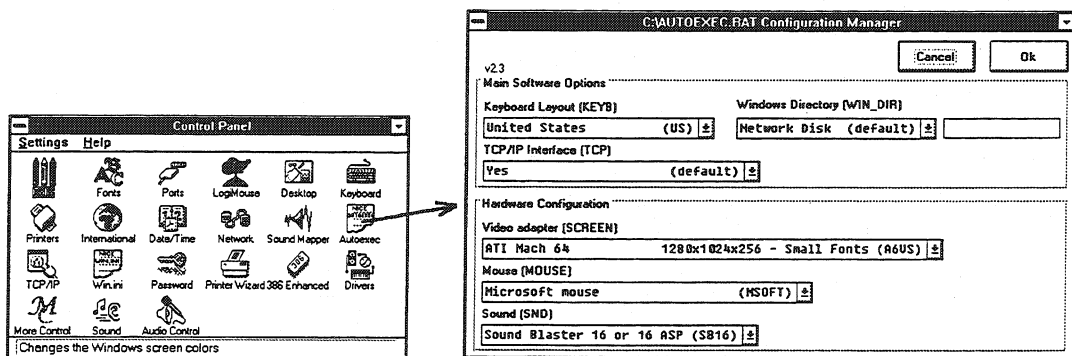 Control Panel
Settings Help
Fonts Ports LogiMouse Desktop Keyboard
Printers International Date/Time Network Sound Mapper Autoexec
TCP/IP Win.ini Password Printer Wizard 386 Enhanced Drivers
More Control Sound Audio Control
Changes the Windows screen colors
C:\AUTOEXEC.BAT Configuration Manager
Cancel Ok
v2.3
Main Software Options
Keyboard Layout (KEYB) Windows Directory (WIN_DIR)
United States (US) Network Disk (default)
TCP/IP Interface (TCP)
Yes (default)
Hardware Configuration
Video adapter (SCREEN)
ATI Mach 64 1280x1024x256 - Small Fonts (A6US)
Mouse (MOUSE)
Microsoft mouse (MSOFT)
Sound (SND)
Sound Blaster 16 or 16 ASP (SB16)